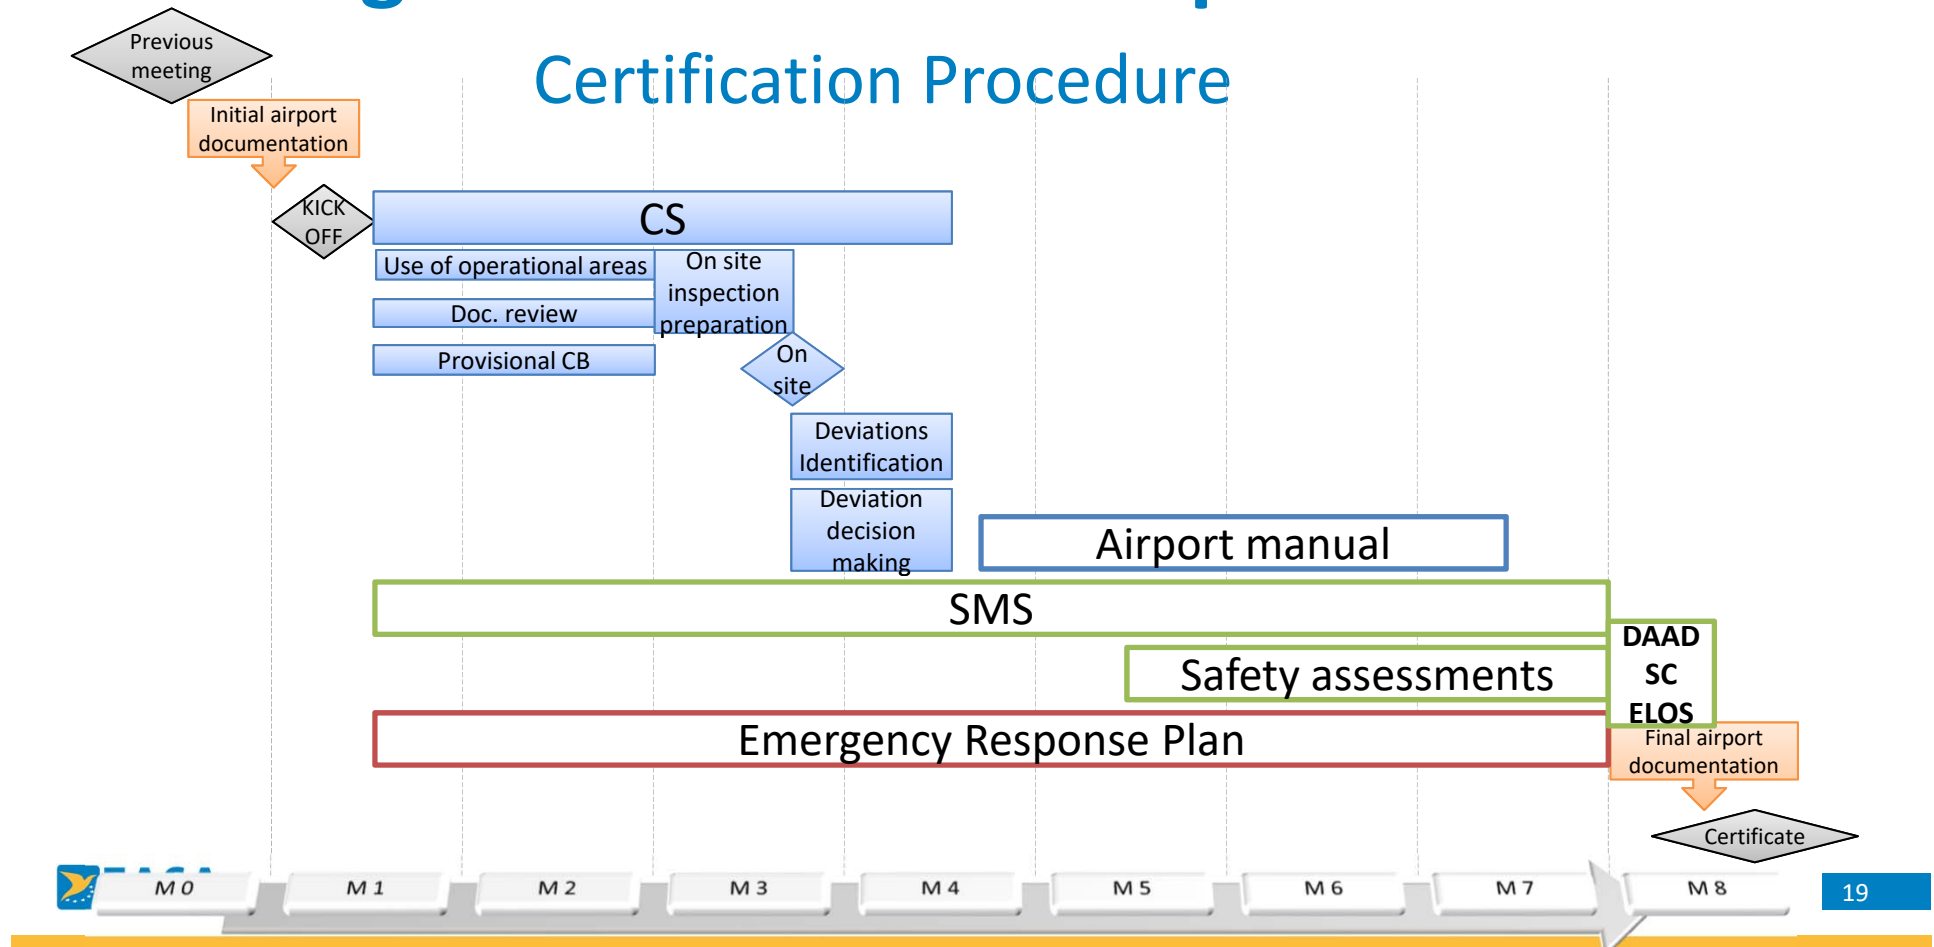 Certification Procedure
Previous
meeting
Initial airport
documentation
KICK
OFF
CS
Use of operational areas
On site
inspection
preparation
Doc. review
Provisional CB
On
site
Deviations
Identification
Deviation
decision
making
Airport manual
SMS
DAAD
SC
ELOS
Safety assessments
Emergency Response Plan
Final airport
documentation
Certificate
M 0
M 1
M 2
M 3
M 4
M 5
M 6
M 7
M 8
19